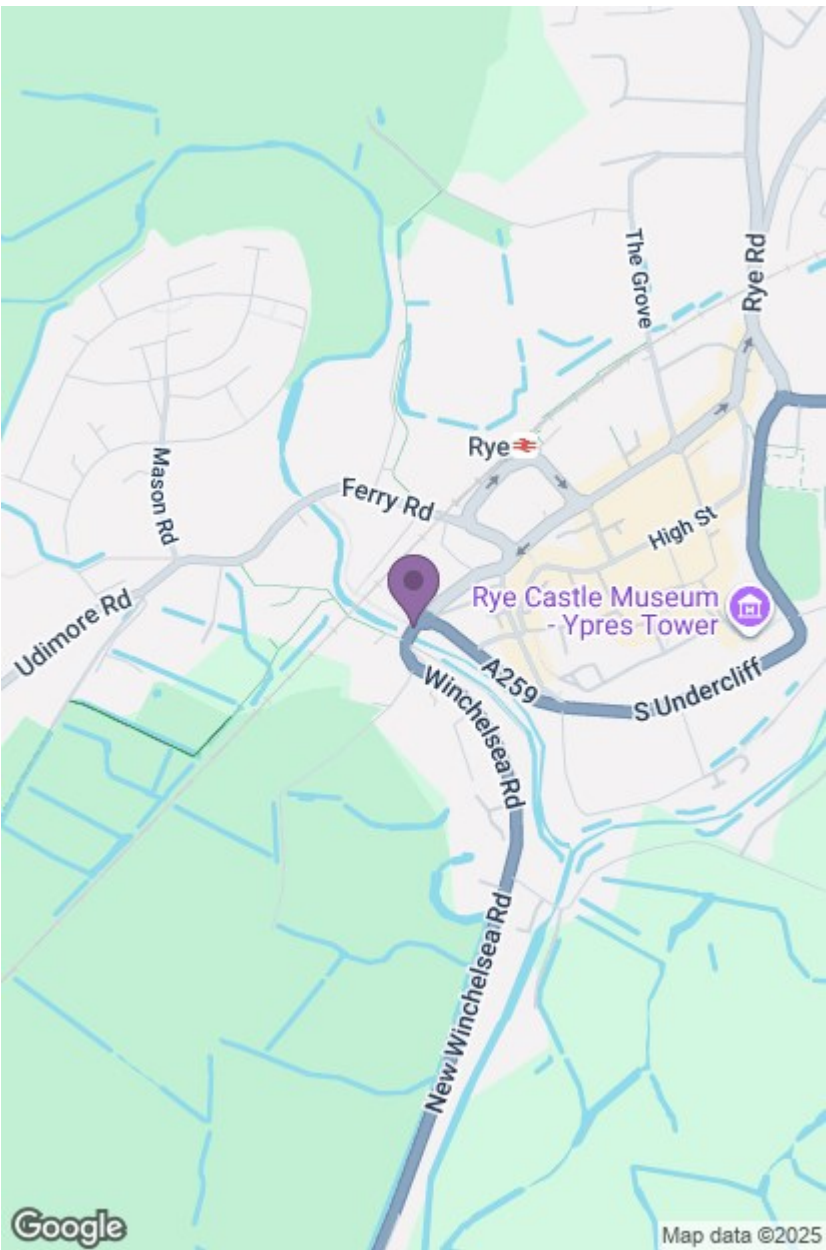 The Grove
Rye Rd
Rye
Mason Rd
Ferry Rd
High St
Udimore Rd
Rye Castle Museum
- Ypres Tower
A259
S Undercliff
Winchelsea Rd
New Winchelsea Rd
Google
Map data ©2025